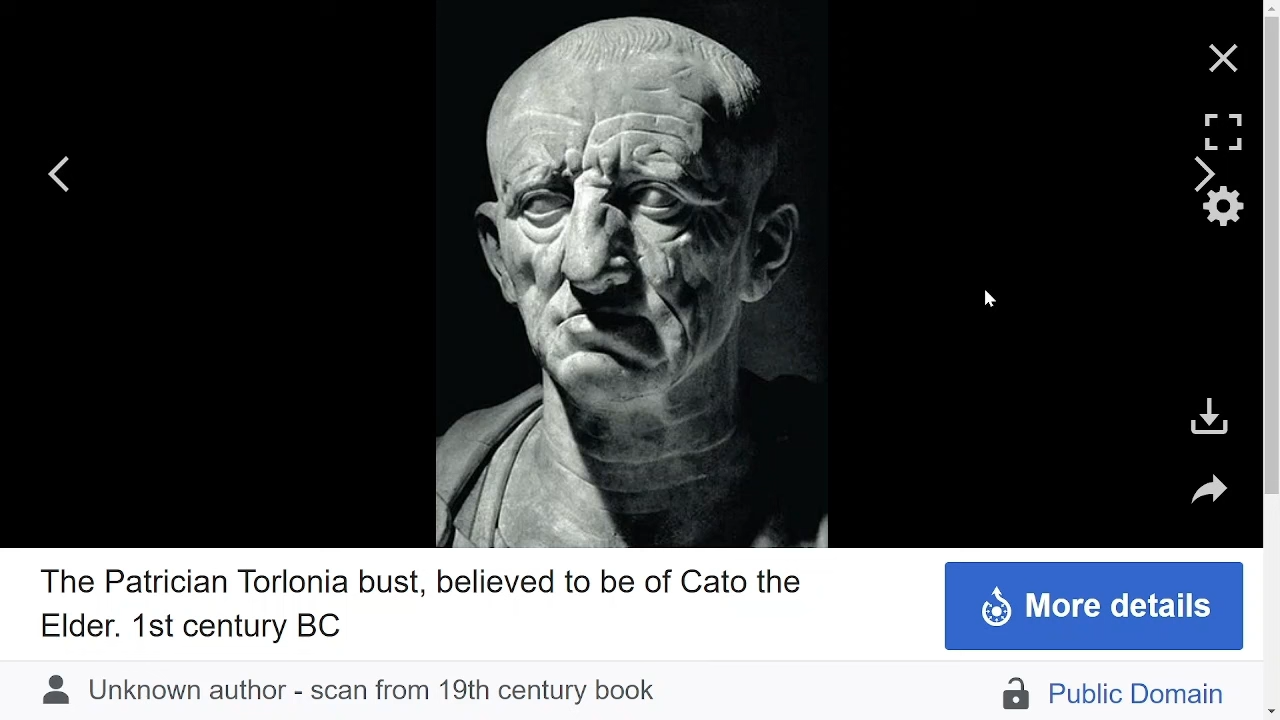 The Patrician Torlonia bust, believed to be of Cato the
Elder. 1st century BC
More details
Unknown author - scan from 19th century book
Public Domain